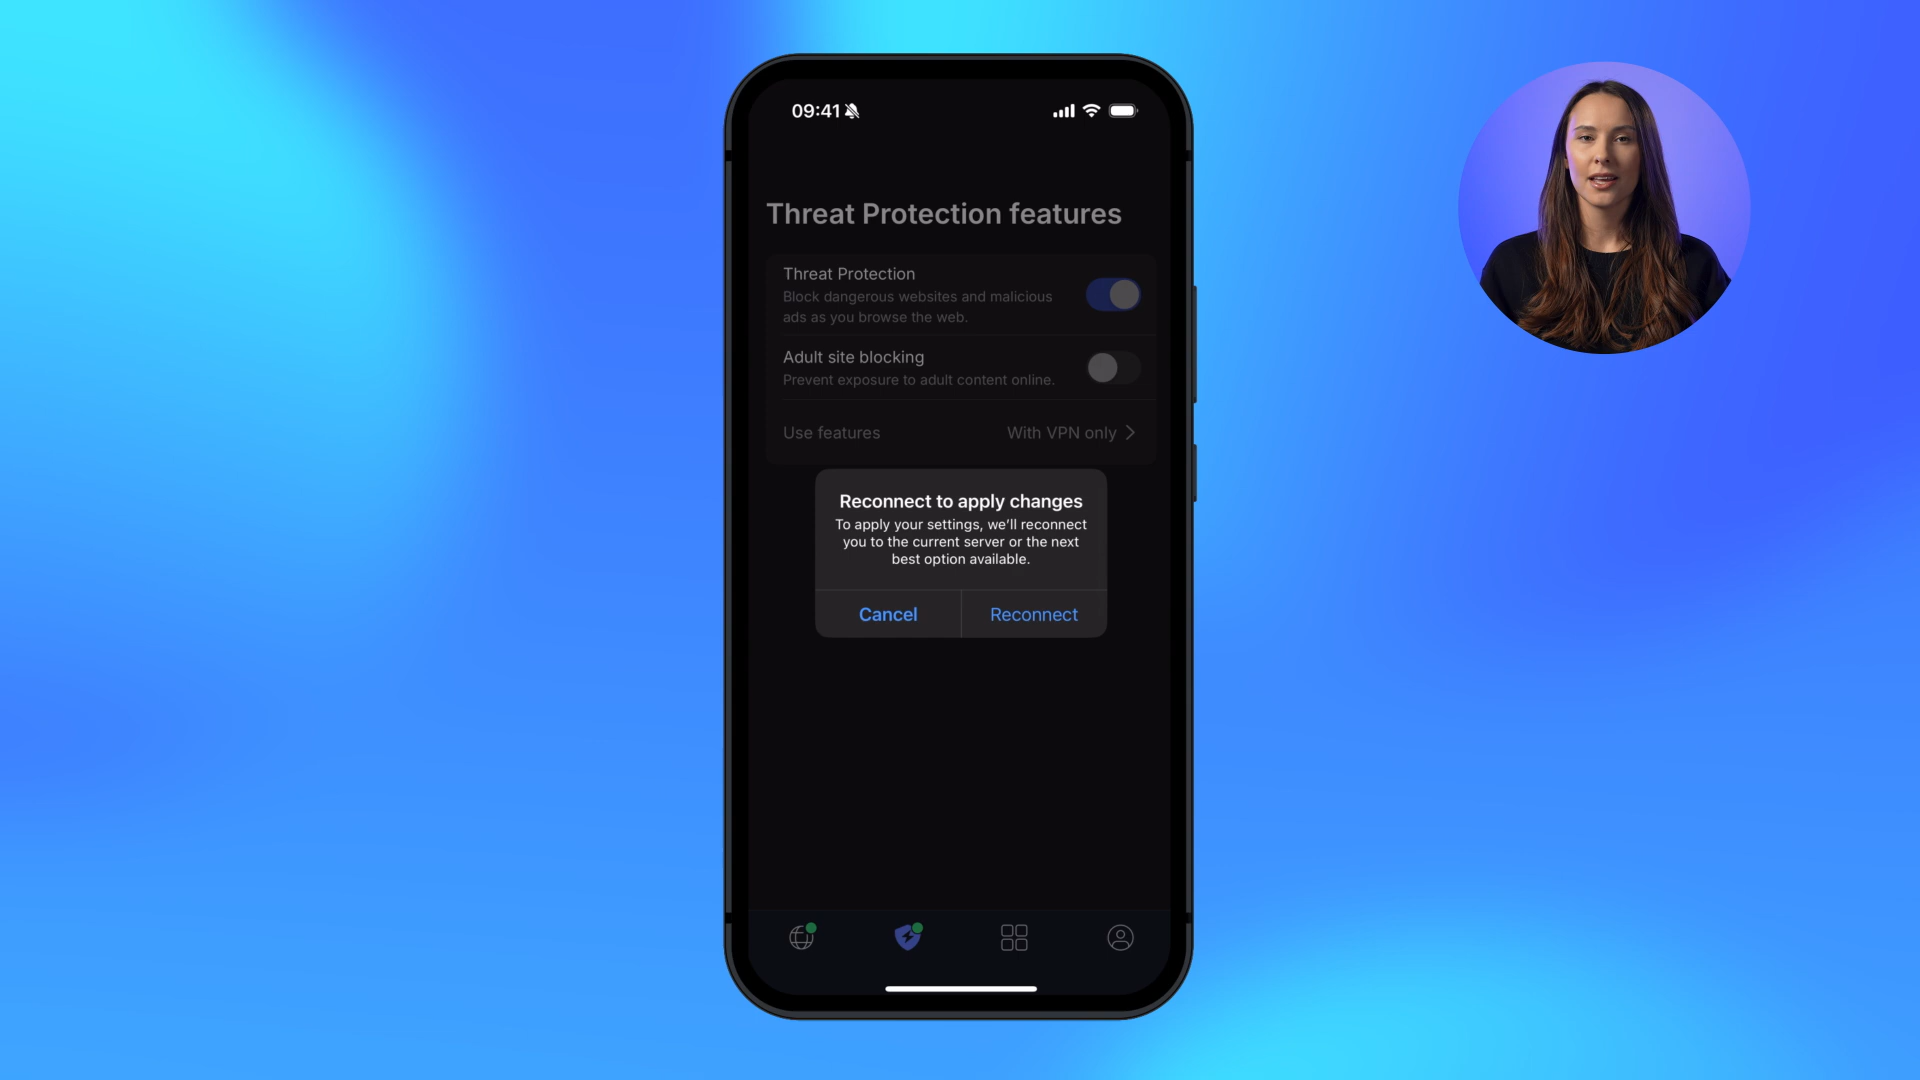 09:41
Threat Protection features
Threat Protection
Block dangerous websites and malicious
ads as you browse the web.
Adult site blocking
Prevent exposure to adult content online.
Use features With VPN only
Reconnect to apply changes
To apply your settings, we’ll reconnect
you to the current server or the next
best option available.
Cancel Reconnect